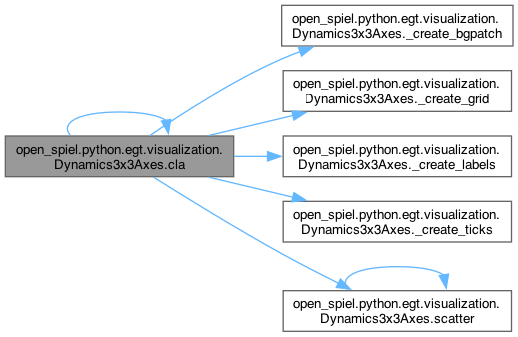 open_spiel.python.egt.visualization.
Dynamics3x3Axes._create_bgpatch
open_spiel.python.egt.visualization.
Dynamics3x3Axes._create_grid
open_spiel.python.egt.visualization.
Dynamics3x3Axes.cla
open_spiel.python.egt.visualization.
Dynamics3x3Axes._create_labels
open_spiel.python.egt.visualization.
Dynamics3x3Axes._create_ticks
open_spiel.python.egt.visualization.
Dynamics3x3Axes.scatter